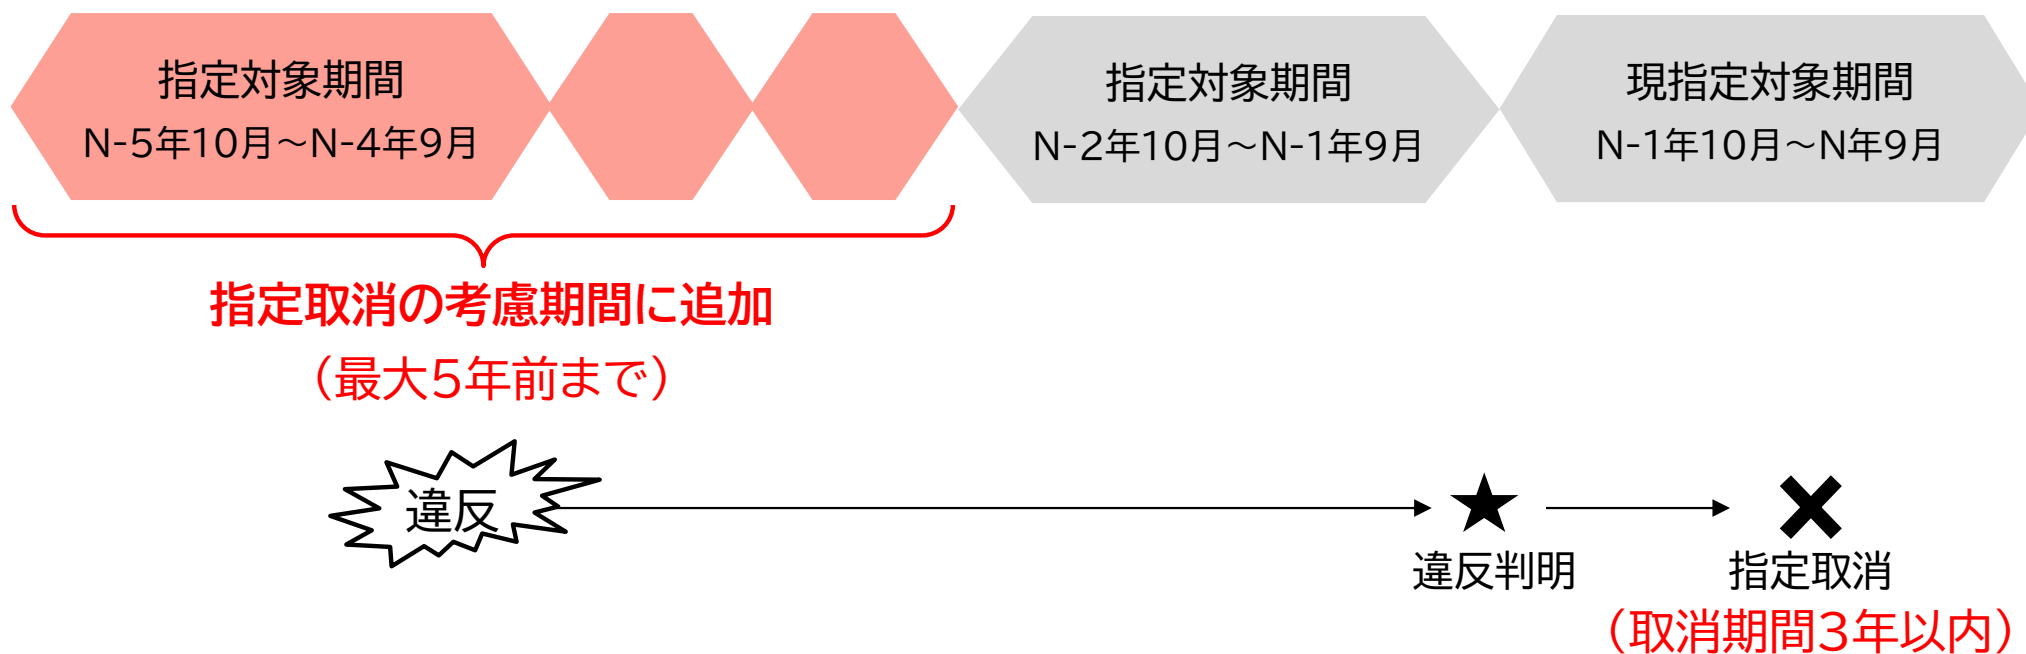 指定対象期間
N-5年10月～N-4年9月
指定対象期間
N-2年10月～N-1年9月
現指定対象期間
N-1年10月～N年9月
指定取消の考慮期間に追加
（最大5年前まで）
違反
違反判明
指定取消
（取消期間3年以内）